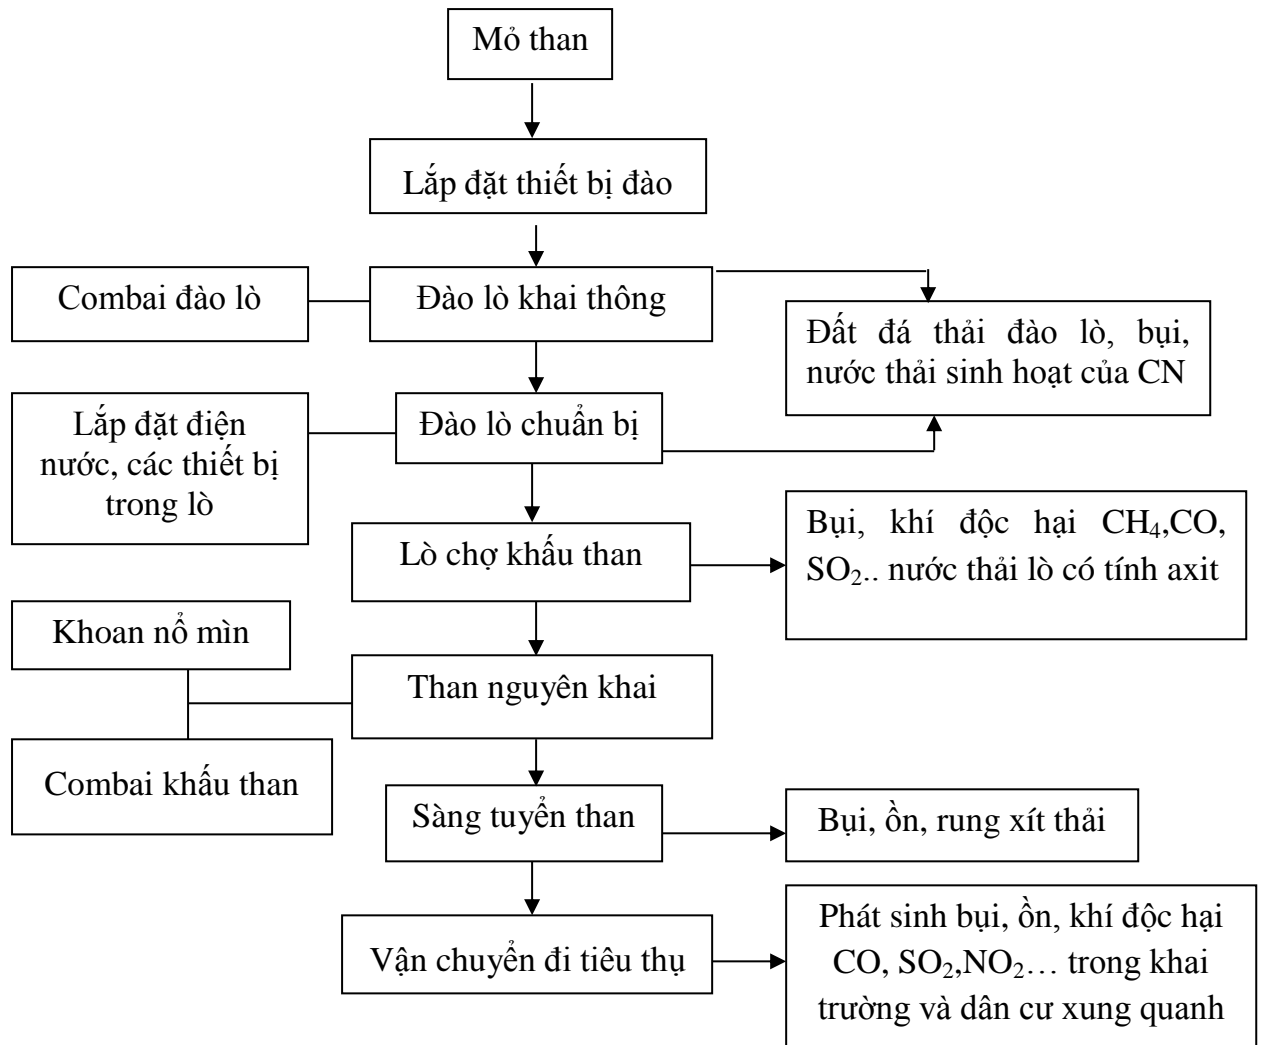 Mỏ than
Lắp đặt thiết bị đào
Combai đào lò
Đào lò khai thông
Đất đá thải đào lò, bụi,
nước thải sinh hoạt của CN
Lắp đặt điện
nước, các thiết bị
trong lò
Đào lò chuẩn bị
Lò chợ khấu than
Bụi, khí độc hại CH₄,CO,
SO₂.. nước thải lò có tính axit
Khoan nổ mìn
Than nguyên khai
Combai khấu than
Sàng tuyển than
Bụi, ồn, rung xít thải
Vận chuyển đi tiêu thụ
Phát sinh bụi, ồn, khí độc hại
CO, SO₂,NO₂… trong khai
trường và dân cư xung quanh